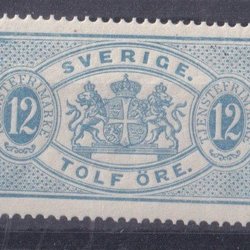 SVERIGE.
TJENSTEFRIMÄRKE
12
12
TJENSTEFRIMÄRKE
TOLF ÖRE.